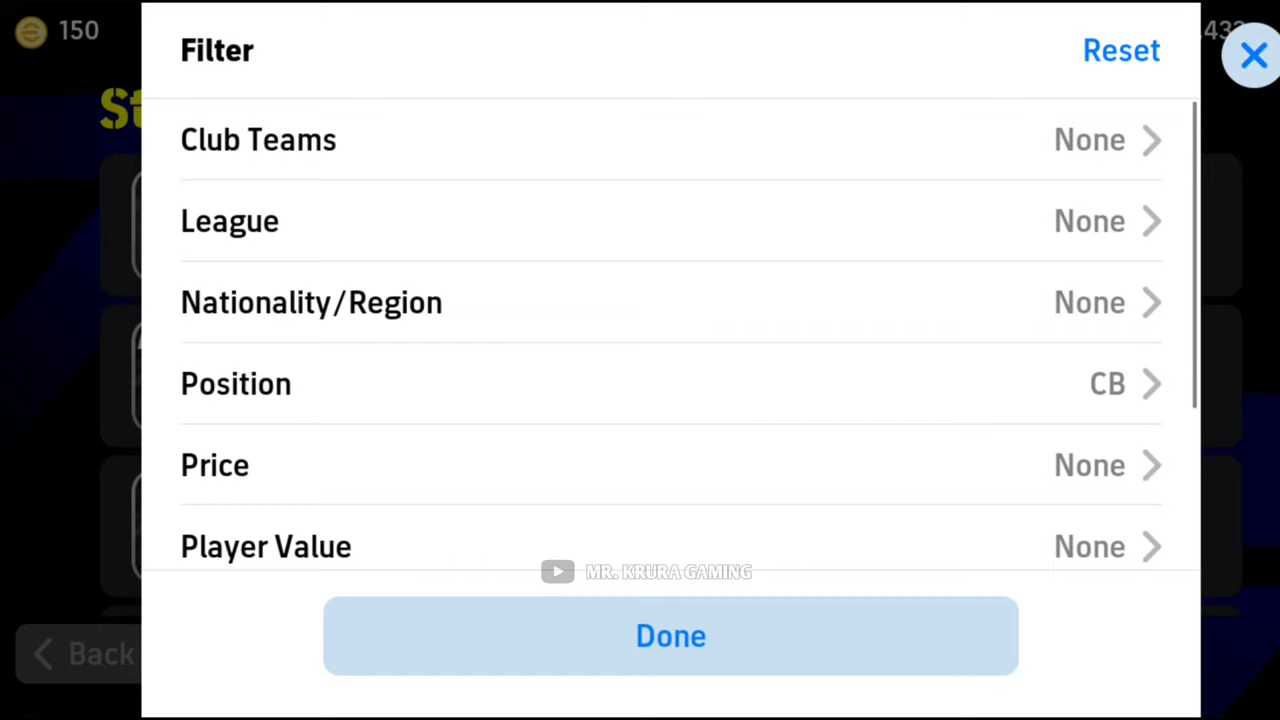 150
Filter
Reset
Club Teams None
League None
Nationality/Region None
Position CB
Price None
Player Value None
MR. KRURA GAMING
Done
Back